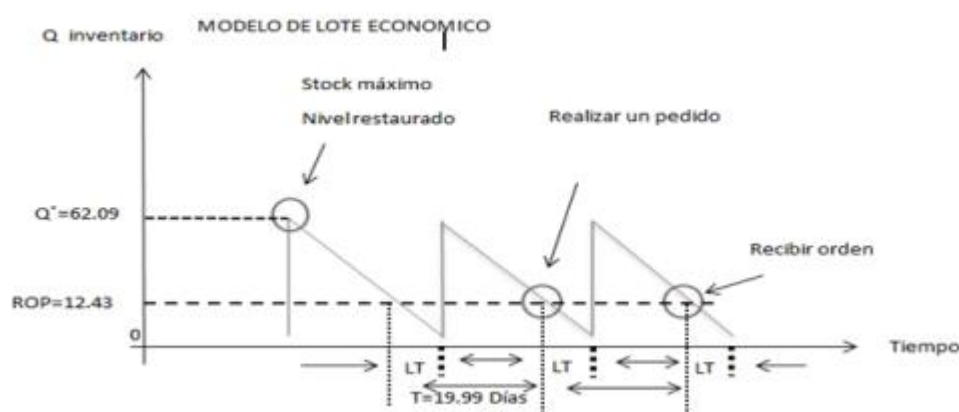 MODELO DE LOTE ECONOMICO
Q inventario
Stock máximo
Nivel restaurado
Realizar un pedido
Q*=62.09
Recibir orden
ROP=12.43
0
Tiempo
LT
LT
LT
T=19.99 Días